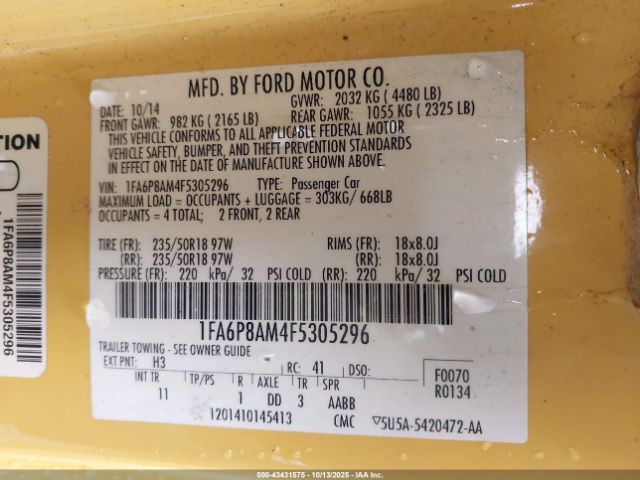 MFD. BY FORD MOTOR CO.
DATE: 10/14 GVWR: 2032 KG ( 4480 LB)
FRONT GAWR: 982 KG ( 2165 LB) REAR GAWR: 1055 KG ( 2325 LB)
THIS VEHICLE CONFORMS TO ALL APPLICABLE FEDERAL MOTOR
VEHICLE SAFETY, BUMPER, AND THEFT PREVENTION STANDARDS
IN EFFECT ON THE DATE OF MANUFACTURE SHOWN ABOVE.
VIN: 1FA6P8AM4F5305296 TYPE: Passenger Car
MAXIMUM LOAD = OCCUPANTS + LUGGAGE = 303KG/ 668LB
OCCUPANTS = 4 TOTAL; 2 FRONT, 2 REAR
TIRE (FR): 235/50R18 97W RIMS (FR): 18x8.0J
(RR): 235/50R18 97W (RR): 18x8.0J
PRESSURE (FR): 220 kPa/ 32 PSI COLD (RR): 220 kPa/ 32 PSI COLD
1FA6P8AM4F5305296
TRAILER TOWING - SEE OWNER GUIDE
EXT PNT: H3 RC: 41 DSO: F0070
R0134
INT TR TP/PS R AXLE TR SPR
11 1 DD 3 AABB
1201410145413 CMC ▽5U5A-5420472-AA
TION
1FA6P8AM4F5305296
000-43431575 - 10/13/2025 - IAAI.com